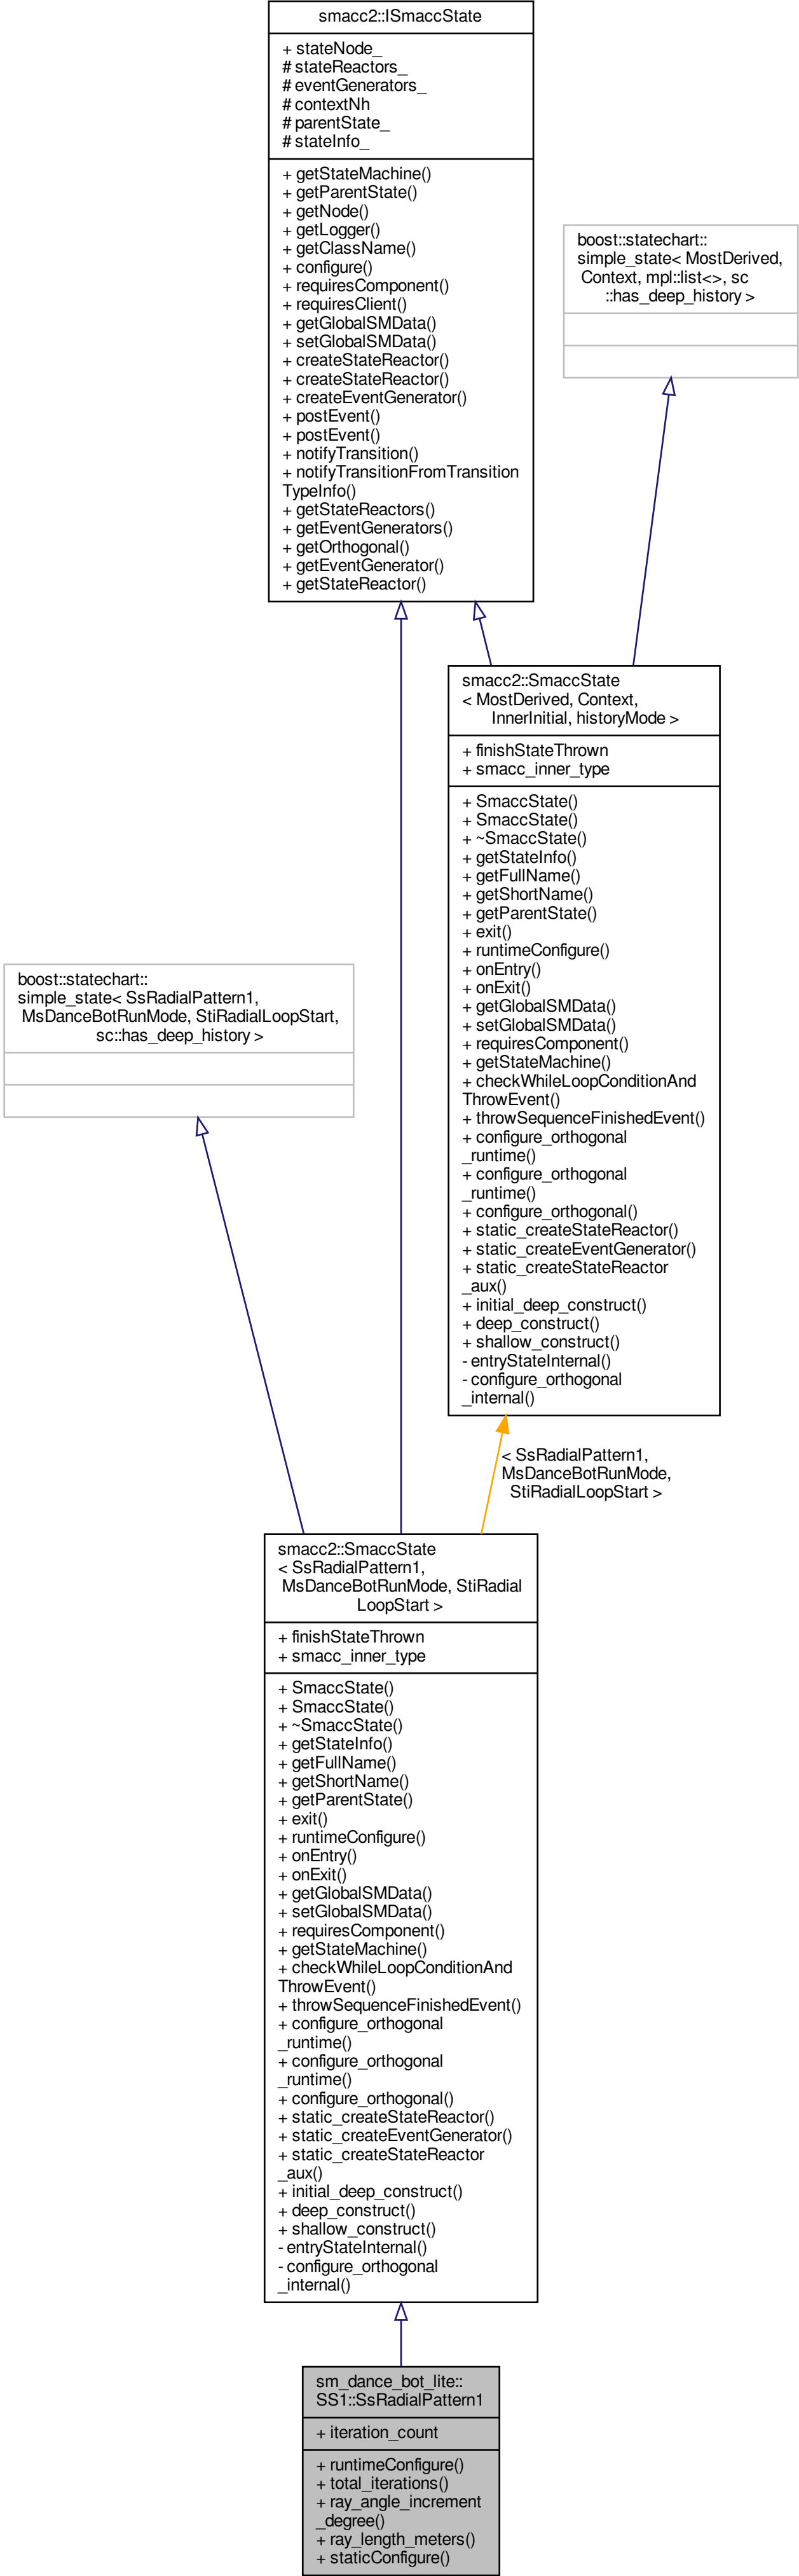 smacc2::ISmaccState
+ stateNode_
# stateReactors_
# eventGenerators_
# contextNh
# parentState_
# stateInfo_
+ getStateMachine()
+ getParentState()
+ getNode()
+ getLogger()
+ getClassName()
+ configure()
+ requiresComponent()
+ requiresClient()
+ getGlobalSMData()
+ setGlobalSMData()
+ createStateReactor()
+ createStateReactor()
+ createEventGenerator()
+ postEvent()
+ postEvent()
+ notifyTransition()
+ notifyTransitionFromTransition
TypeInfo()
+ getStateReactors()
+ getEventGenerators()
+ getOrthogonal()
+ getEventGenerator()
+ getStateReactor()
boost::statechart::
simple_state< MostDerived,
Context, mpl::list<>, sc
::has_deep_history >
smacc2::SmaccState
< MostDerived, Context,
InnerInitial, historyMode >
+ finishStateThrown
+ smacc_inner_type
+ SmaccState()
+ SmaccState()
+ ~SmaccState()
+ getStateInfo()
+ getFullName()
+ getShortName()
+ getParentState()
+ exit()
+ runtimeConfigure()
+ onEntry()
+ onExit()
+ getGlobalSMData()
+ setGlobalSMData()
+ requiresComponent()
+ getStateMachine()
+ checkWhileLoopConditionAnd
ThrowEvent()
+ throwSequenceFinishedEvent()
+ configure_orthogonal
_runtime()
+ configure_orthogonal
_runtime()
+ configure_orthogonal()
+ static_createStateReactor()
+ static_createEventGenerator()
+ static_createStateReactor
_aux()
+ initial_deep_construct()
+ deep_construct()
+ shallow_construct()
- entryStateInternal()
- configure_orthogonal
_internal()
boost::statechart::
simple_state< SsRadialPattern1,
MsDanceBotRunMode, StiRadialLoopStart,
sc::has_deep_history >
< SsRadialPattern1,
MsDanceBotRunMode,
StiRadialLoopStart >
smacc2::SmaccState
< SsRadialPattern1,
MsDanceBotRunMode, StiRadial
LoopStart >
+ finishStateThrown
+ smacc_inner_type
+ SmaccState()
+ SmaccState()
+ ~SmaccState()
+ getStateInfo()
+ getFullName()
+ getShortName()
+ getParentState()
+ exit()
+ runtimeConfigure()
+ onEntry()
+ onExit()
+ getGlobalSMData()
+ setGlobalSMData()
+ requiresComponent()
+ getStateMachine()
+ checkWhileLoopConditionAnd
ThrowEvent()
+ throwSequenceFinishedEvent()
+ configure_orthogonal
_runtime()
+ configure_orthogonal
_runtime()
+ configure_orthogonal()
+ static_createStateReactor()
+ static_createEventGenerator()
+ static_createStateReactor
_aux()
+ initial_deep_construct()
+ deep_construct()
+ shallow_construct()
- entryStateInternal()
- configure_orthogonal
_internal()
sm_dance_bot_lite::
SS1::SsRadialPattern1
+ iteration_count
+ runtimeConfigure()
+ total_iterations()
+ ray_angle_increment
_degree()
+ ray_length_meters()
+ staticConfigure()